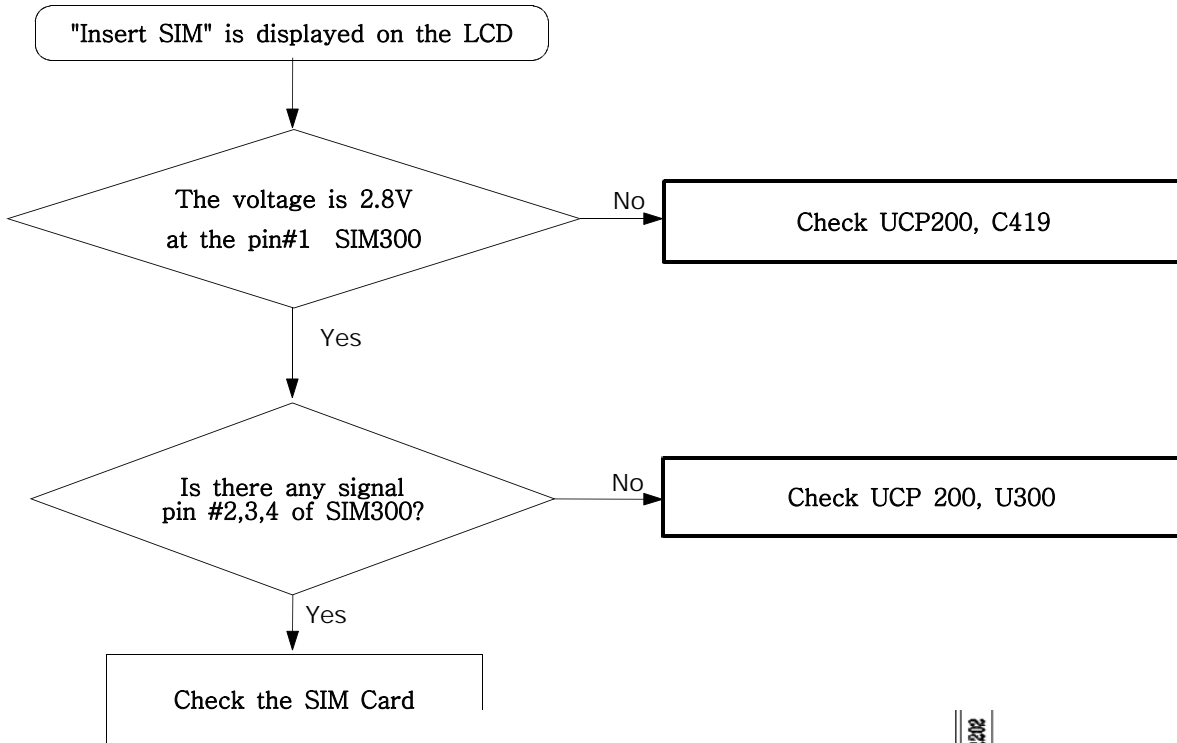 "Insert SIM" is displayed on the LCD
The voltage is 2.8V
at the pin#1 SIM300
No
Check UCP200, C419
Yes
Is there any signal
pin #2,3,4 of SIM300?
No
Check UCP 200, U300
Yes
Check the SIM Card